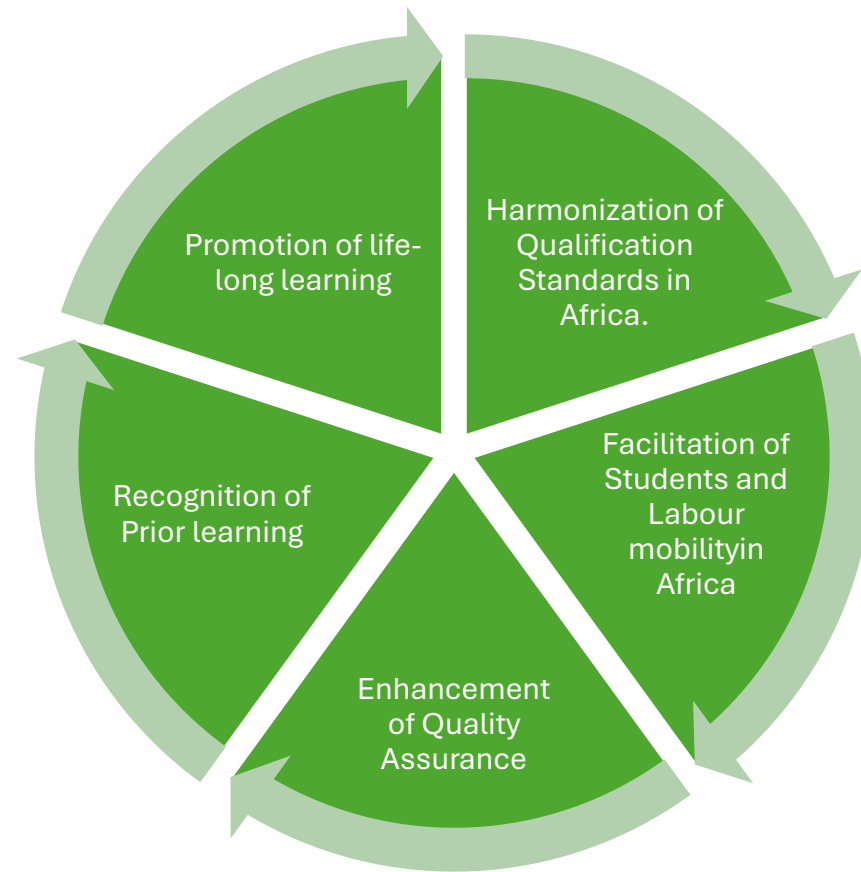 Harmonization of
Qualification
Standards in
Africa.
Facilitation of
Students and
Labour
mobilityin
Africa
Enhancement
of Quality
Assurance
Recognition of
Prior learning
Promotion of life-
long learning